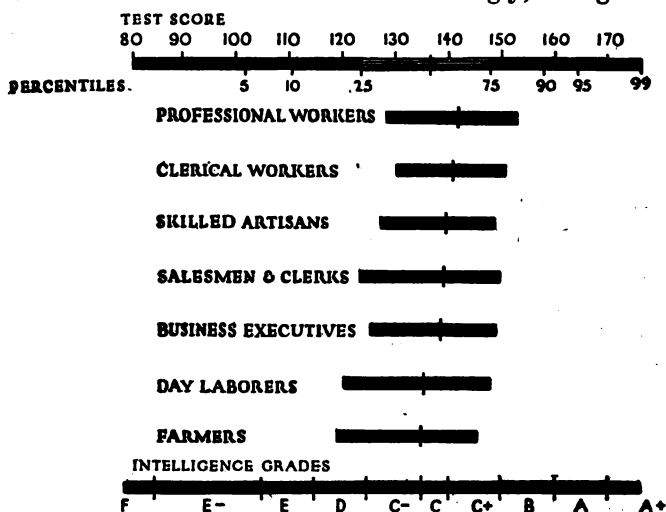 TEST SCORE
80 90 100 110 120 130 140 150 160 170
PERCENTILES. 5 10 .25 75 90 95 99
PROFESSIONAL WORKERS
CLERICAL WORKERS
SKILLED ARTISANS
SALESMEN & CLERKS
BUSINESS EXECUTIVES
DAY LABORERS
FARMERS
INTELLIGENCE GRADES
F E- E D C- C C+ B A A+